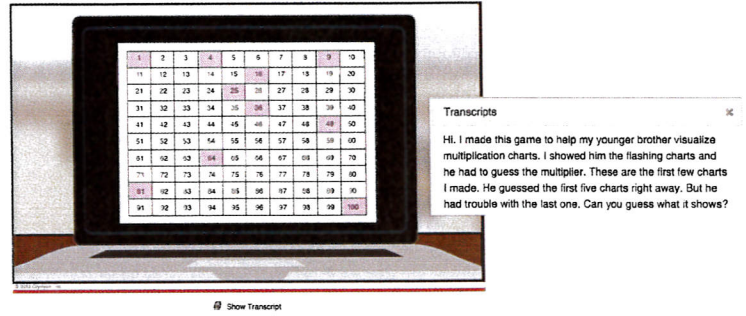 1 2 3 4 5 6 7 8 9 10
11 12 13 14 15 16 17 18 19 20
21 22 23 24 25 26 27 28 29 30
31 32 33 34 35 36 37 38 39 40
41 42 43 44 45 46 47 48 49 50
51 52 53 54 55 56 57 58 59 60
61 62 63 64 65 66 67 68 69 70
71 72 73 74 75 76 77 78 79 80
81 82 83 84 85 86 87 88 89 90
91 92 93 94 95 96 97 98 99 100
Transcripts
Hi. I made this game to help my younger brother visualize
multiplication charts. I showed him the flashing charts and
he had to guess the multiplier. These are the first few charts
I made. He guessed the first five charts right away. But he
had trouble with the last one. Can you guess what it shows?
Show Transcript